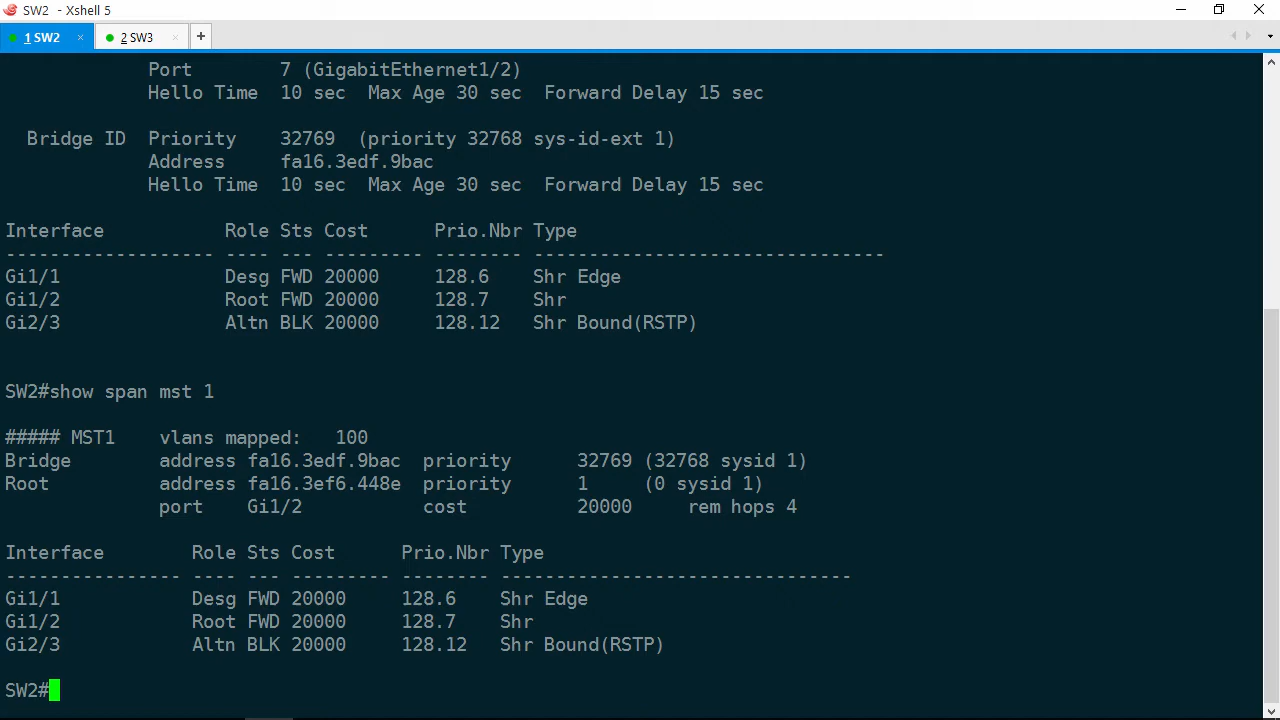 SW2 - Xshell 5
1 SW2 × 2 SW3 × +
Port 7 (GigabitEthernet1/2)
Hello Time 10 sec Max Age 30 sec Forward Delay 15 sec
Bridge ID Priority 32769 (priority 32768 sys-id-ext 1)
Address fa16.3edf.9bac
Hello Time 10 sec Max Age 30 sec Forward Delay 15 sec
Interface Role Sts Cost Prio.Nbr Type
------------------- ---- --- --------- -------- --------------------------------
Gi1/1 Desg FWD 20000 128.6 Shr Edge
Gi1/2 Root FWD 20000 128.7 Shr
Gi2/3 Altn BLK 20000 128.12 Shr Bound(RSTP)
SW2#show span mst 1
##### MST1 vlans mapped: 100
Bridge address fa16.3edf.9bac priority 32769 (32768 sysid 1)
Root address fa16.3ef6.448e priority 1 (0 sysid 1)
port Gi1/2 cost 20000 rem hops 4
Interface Role Sts Cost Prio.Nbr Type
---------------- ---- --- --------- -------- --------------------------------
Gi1/1 Desg FWD 20000 128.6 Shr Edge
Gi1/2 Root FWD 20000 128.7 Shr
Gi2/3 Altn BLK 20000 128.12 Shr Bound(RSTP)
SW2#